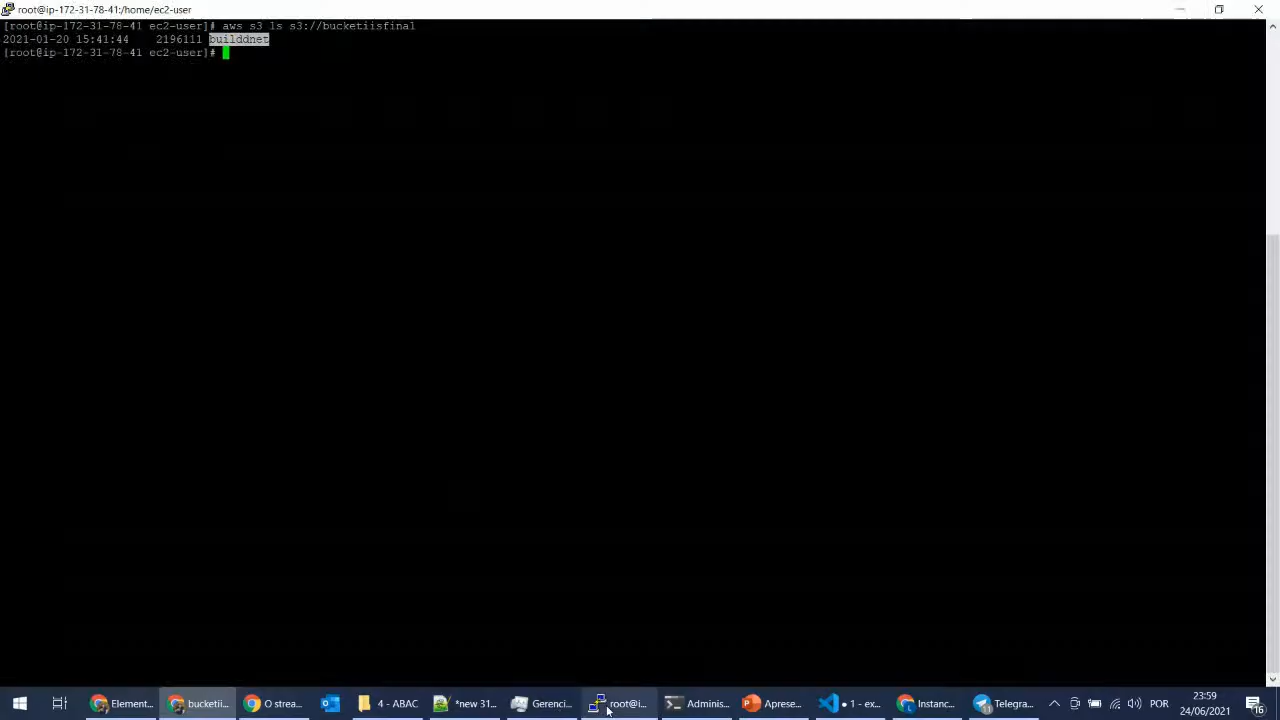 root@ip-172-31-78-41:/home/ec2-user
[root@ip-172-31-78-41 ec2-user]# aws s3 ls s3://bucketiisfinal
2021-01-20 15:41:44    2196111 builddnet
[root@ip-172-31-78-41 ec2-user]#
Element... bucketii... O strea... 4 - ABAC *new 31... Gerenci... root@i... Adminis... Aprese... 1 - ex... Instanc... 11 Telegra... POR 23:59
24/06/2021 16